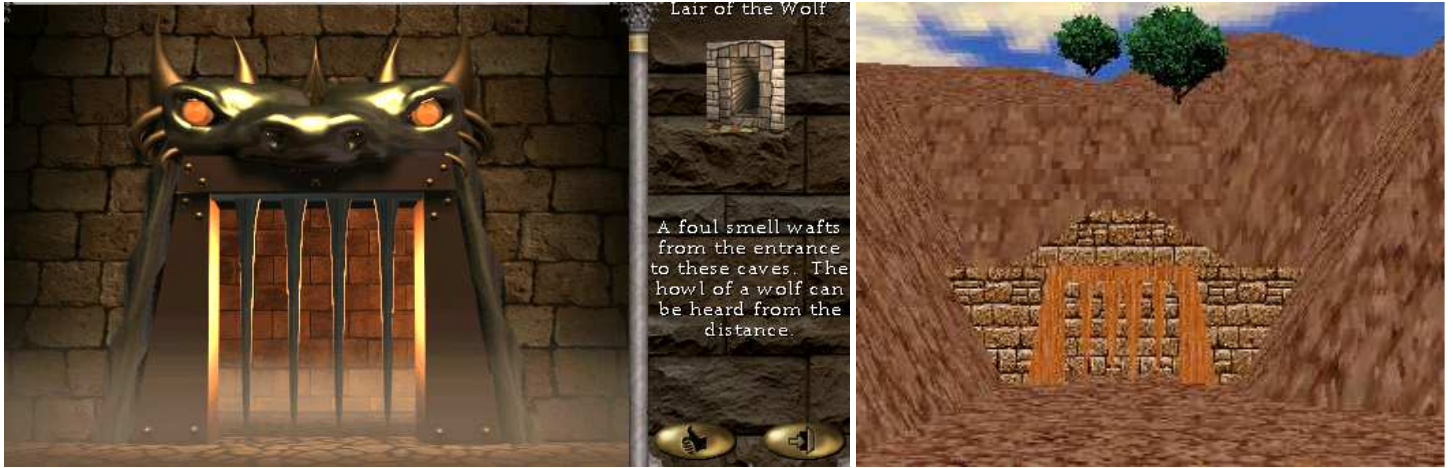 Lair of the Wolf
A foul smell wafts
from the entrance
to these caves.  The
howl of a wolf can
be heard from the
distance.